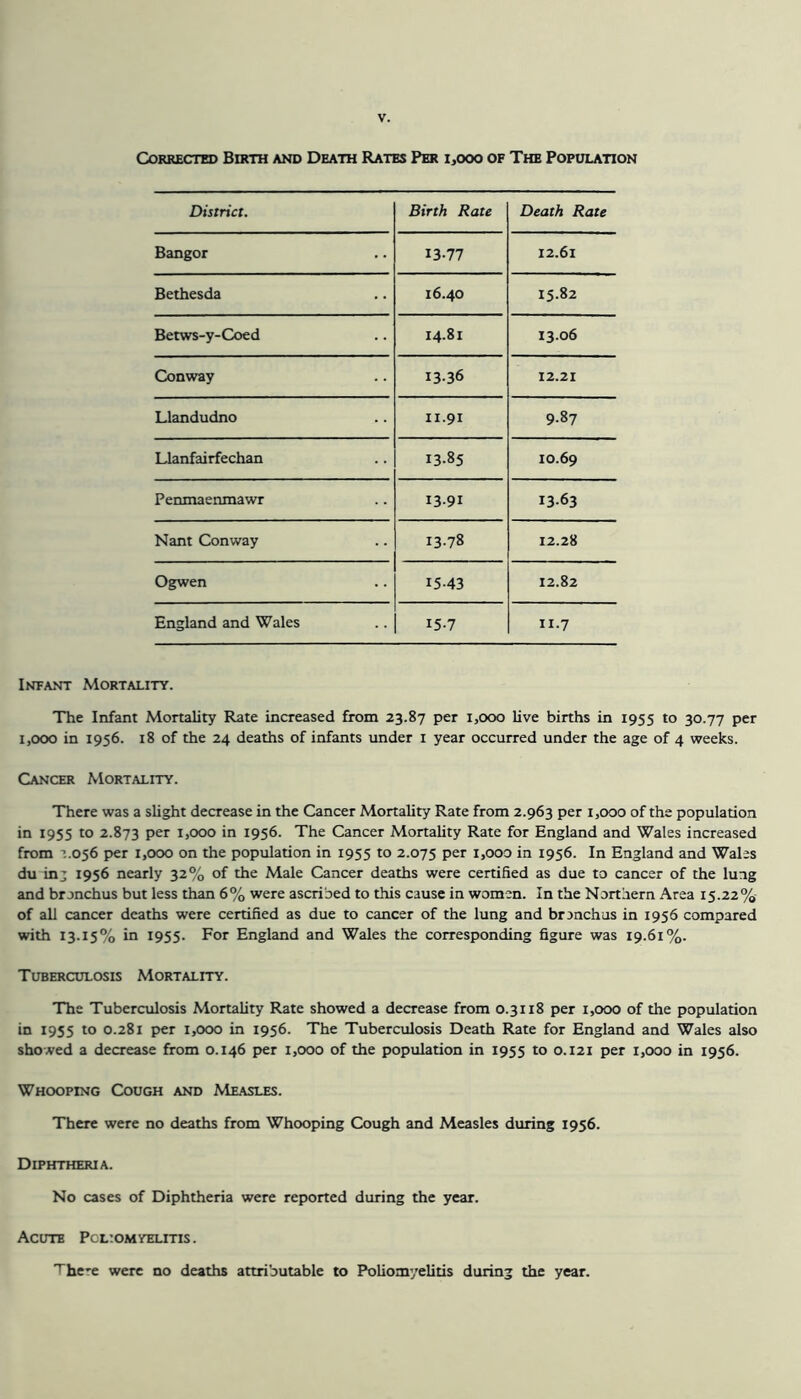 v.
Corrected Birth and Death Rates Per 1,000 of The Population
District. Birth Rate Death Rate
Bangor .. 13.77 12.61
Bethesda .. 16.40 15.82
Betws-y-Coed .. 14.81 13.06
Conway .. 13.36 12.21
Llandudno .. 11.91 9.87
Llanfairfechan .. 13.85 10.69
Penmaenmawr .. 13.91 13.63
Nant Conway .. 13.78 12.28
Ogwen .. 15.43 12.82
England and Wales .. 15.7 11.7
Infant Mortality.
The Infant Mortality Rate increased from 23.87 per 1,000 live births in 1955 to 30.77 per
1,000 in 1956. 18 of the 24 deaths of infants under 1 year occurred under the age of 4 weeks.
Cancer Mortality.
There was a slight decrease in the Cancer Mortality Rate from 2.963 per 1,000 of the population
in 1955 to 2.873 per 1,000 in 1956. The Cancer Mortality Rate for England and Wales increased
from .056 per 1,000 on the population in 1955 to 2.075 per 1,000 in 1956. In England and Wales
du in; 1956 nearly 32% of the Male Cancer deaths were certified as due to cancer of the lung
and bronchus but less than 6% were ascribed to this cause in women. In the Northern Area 15.22%
of all cancer deaths were certified as due to cancer of the lung and bronchus in 1956 compared
with 13.15% in 1955. For England and Wales the corresponding figure was 19.61%.
Tuberculosis Mortality.
The Tuberculosis Mortality Rate showed a decrease from 0.3118 per 1,000 of the population
in 1955 to 0.281 per 1,000 in 1956. The Tuberculosis Death Rate for England and Wales also
showed a decrease from 0.146 per 1,000 of the population in 1955 to 0.121 per 1,000 in 1956.
Whooping Cough and Measles.
There were no deaths from Whooping Cough and Measles during 1956.
Diphtheria.
No cases of Diphtheria were reported during the year.
Acute Poliomyelitis.
There were no deaths attributable to Poliomyelitis during the year.